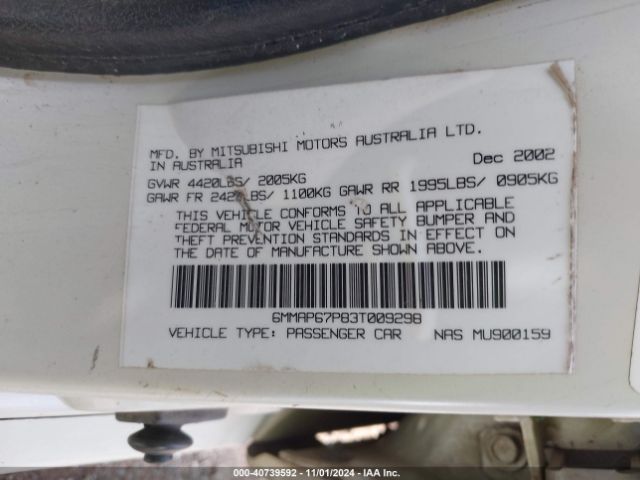 MFD. BY MITSUBISHI MOTORS AUSTRALIA LTD.
IN AUSTRALIA Dec 2002
GVWR 4420LBS/ 2005KG
GAWR FR 2420LBS/ 1100KG GAWR RR 1995LBS/ 0905KG
THIS VEHICLE CONFORMS TO ALL APPLICABLE
FEDERAL MOTOR VEHICLE SAFETY BUMPER AND
THEFT PREVENTION STANDARDS IN EFFECT ON
THE DATE OF MANUFACTURE SHOWN ABOVE.
6MMAP67P83T009298
VEHICLE TYPE: PASSENGER CAR NAS MU900159
000-40739592 - 11/01/2024 - IAA Inc.